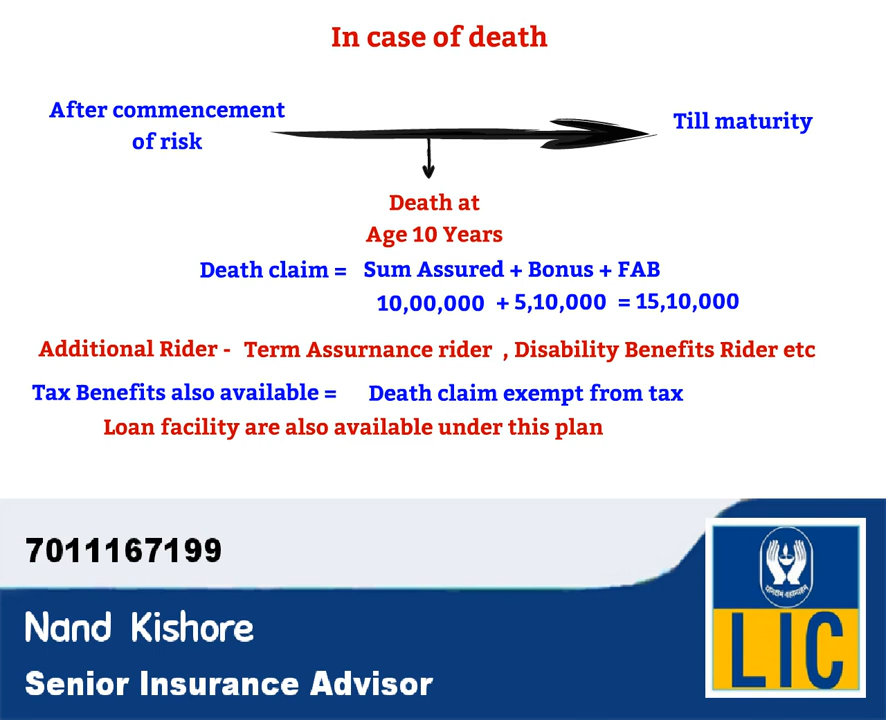 In case of death
After commencement
of risk
Till maturity
Death at
Age 10 Years
Death claim = Sum Assured + Bonus + FAB
10,00,000 + 5,10,000 = 15,10,000
Additional Rider - Term Assurnance rider , Disability Benefits Rider etc
Tax Benefits also available = Death claim exempt from tax
Loan facility are also available under this plan
7011167199
Nand Kishore
Senior Insurance Advisor
LIC